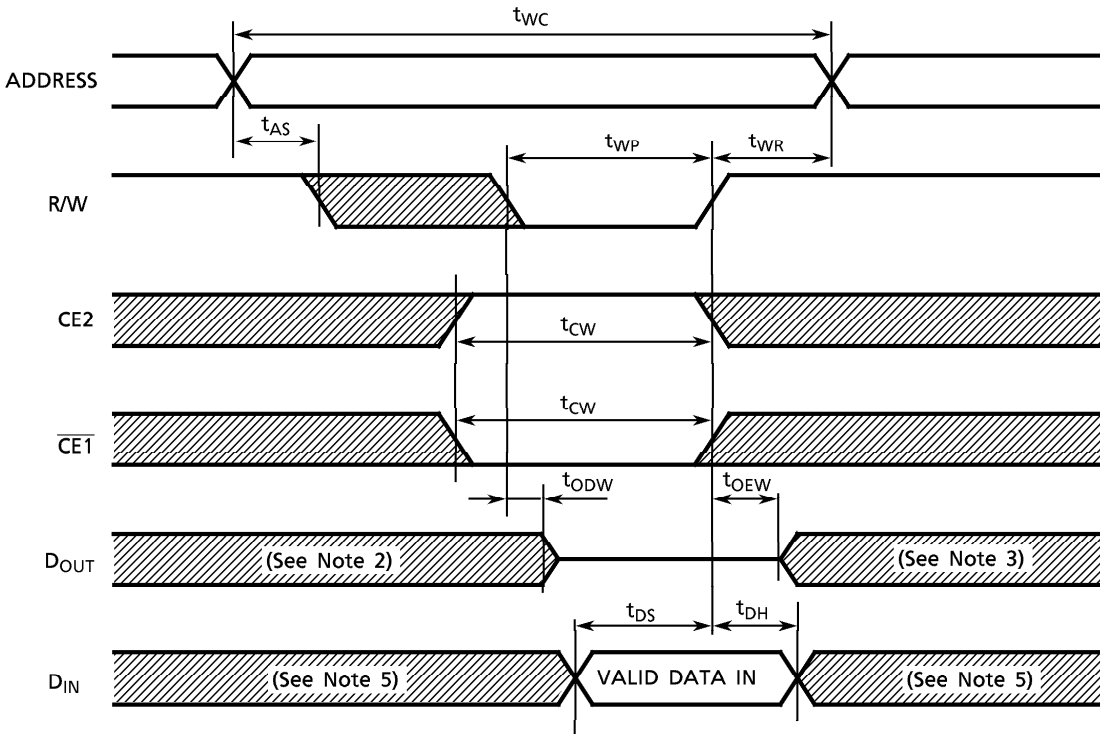 tWC
ADDRESS
tAS
tWP
tWR
R/W
CE2
tCW
CE1
tCW
tODW
tOEW
DOUT
(See Note 2)
(See Note 3)
tDS
tDH
DIN
(See Note 5)
VALID DATA IN
(See Note 5)